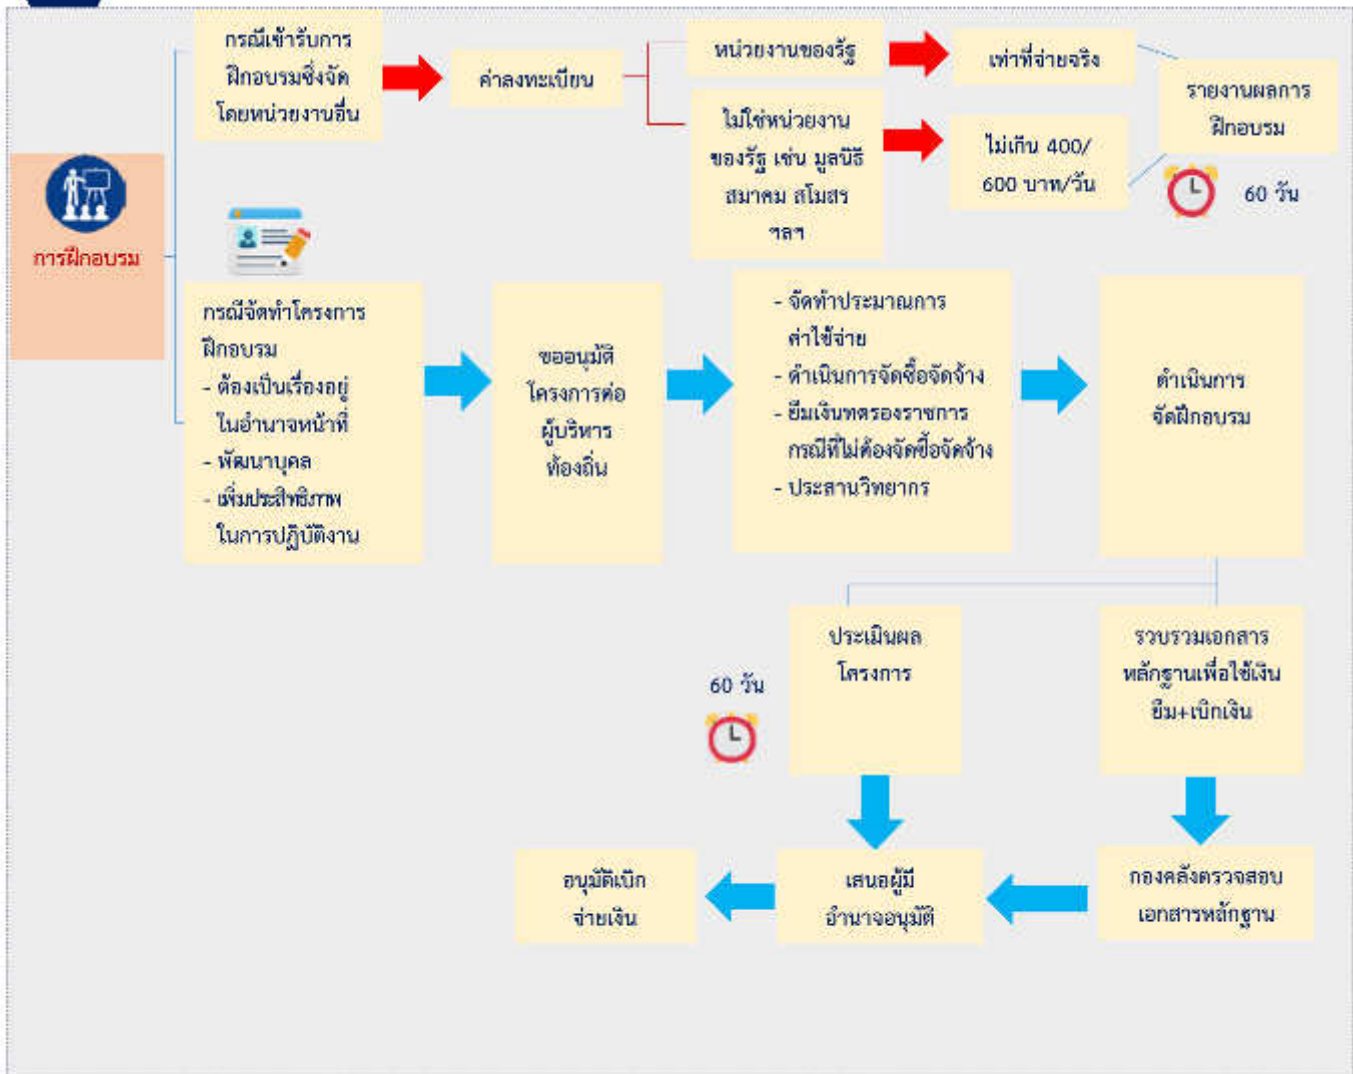 กรณีเข้ารับการ
ฝึกอบรมซึ่งจัด
โดยหน่วยงานอื่น
ค่าลงทะเบียน
หน่วยงานของรัฐ
เท่าที่จ่ายจริง
ไม่ใช่หน่วยงาน
ของรัฐ เช่น มูลนิธิ
สมาคม สโมสร
ฯลฯ
ไม่เกิน 400/
600 บาท/วัน
รายงานผลการ
ฝึกอบรม
60 วัน
การฝึกอบรม
กรณีจัดทำโครงการ
ฝึกอบรม
- ต้องเป็นเรื่องอยู่
ในอำนาจหน้าที่
- พัฒนาบุคล
- เพิ่มประสิทธิภาพ
ในการปฏิบัติงาน
ขออนุมัติ
โครงการต่อ
ผู้บริหาร
ท้องถิ่น
- จัดทำประมาณการ
ค่าใช้จ่าย
- ดำเนินการจัดซื้อจัดจ้าง
- ยืมเงินทดรองราชการ
กรณีที่ไม่ต้องจัดซื้อจัดจ้าง
- ประสานวิทยากร
ดำเนินการ
จัดฝึกอบรม
ประเมินผล
โครงการ
60 วัน
รวบรวมเอกสาร
หลักฐานเพื่อใช้เงิน
ยืม+เบิกเงิน
กองคลังตรวจสอบ
เอกสารหลักฐาน
เสนอผู้มี
อำนาจอนุมัติ
อนุมัติเบิก
จ่ายเงิน